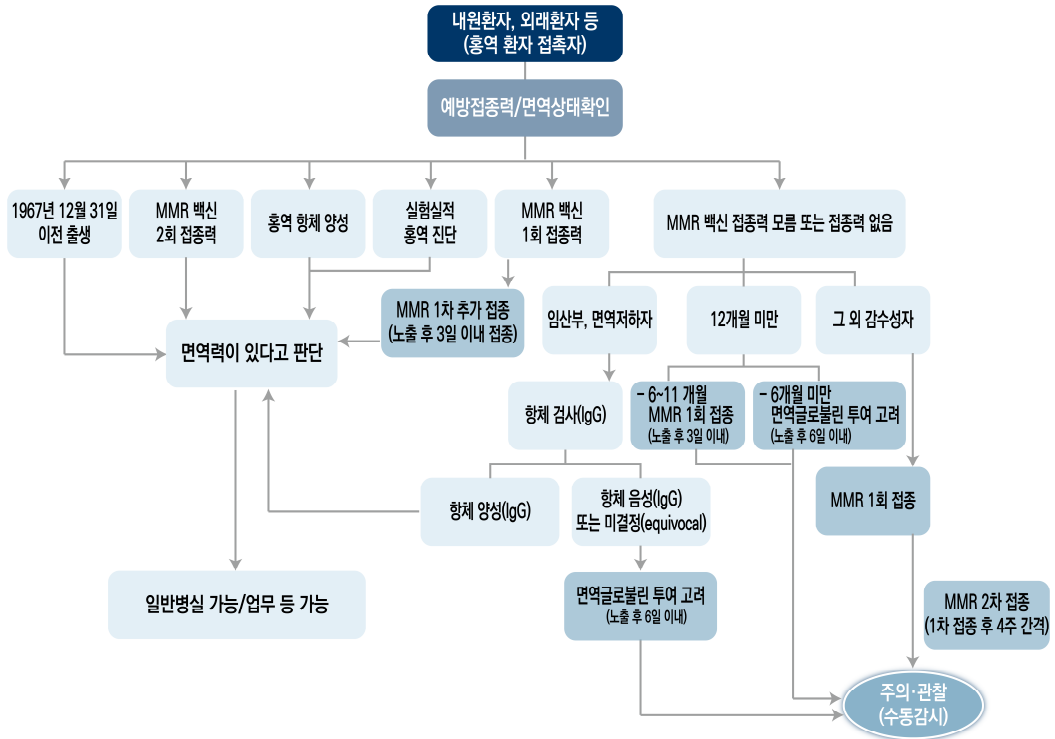 내원환자, 외래환자 등
(홍역 환자 접촉자)
예방접종력/면역상태확인
1967년 12월 31일
이전 출생
MMR 백신
2회 접종력
홍역 항체 양성
실험실적
홍역 진단
MMR 백신
1회 접종력
MMR 백신 접종력 모름 또는 접종력 없음
MMR 1차 추가 접종
(노출 후 3일 이내 접종)
임산부, 면역저하자
12개월 미만
그 외 감수성자
면역력이 있다고 판단
항체 검사(IgG)
- 6~11 개월
MMR 1회 접종
(노출 후 3일 이내)
- 6개월 미만
면역글로불린 투여 고려
(노출 후 6일 이내)
항체 양성(IgG)
항체 음성(IgG)
또는 미결정(equivocal)
MMR 1회 접종
일반병실 가능/업무 등 가능
면역글로불린 투여 고려
(노출 후 6일 이내)
MMR 2차 접종
(1차 접종 후 4주 간격)
주의·관찰
(수동감시)